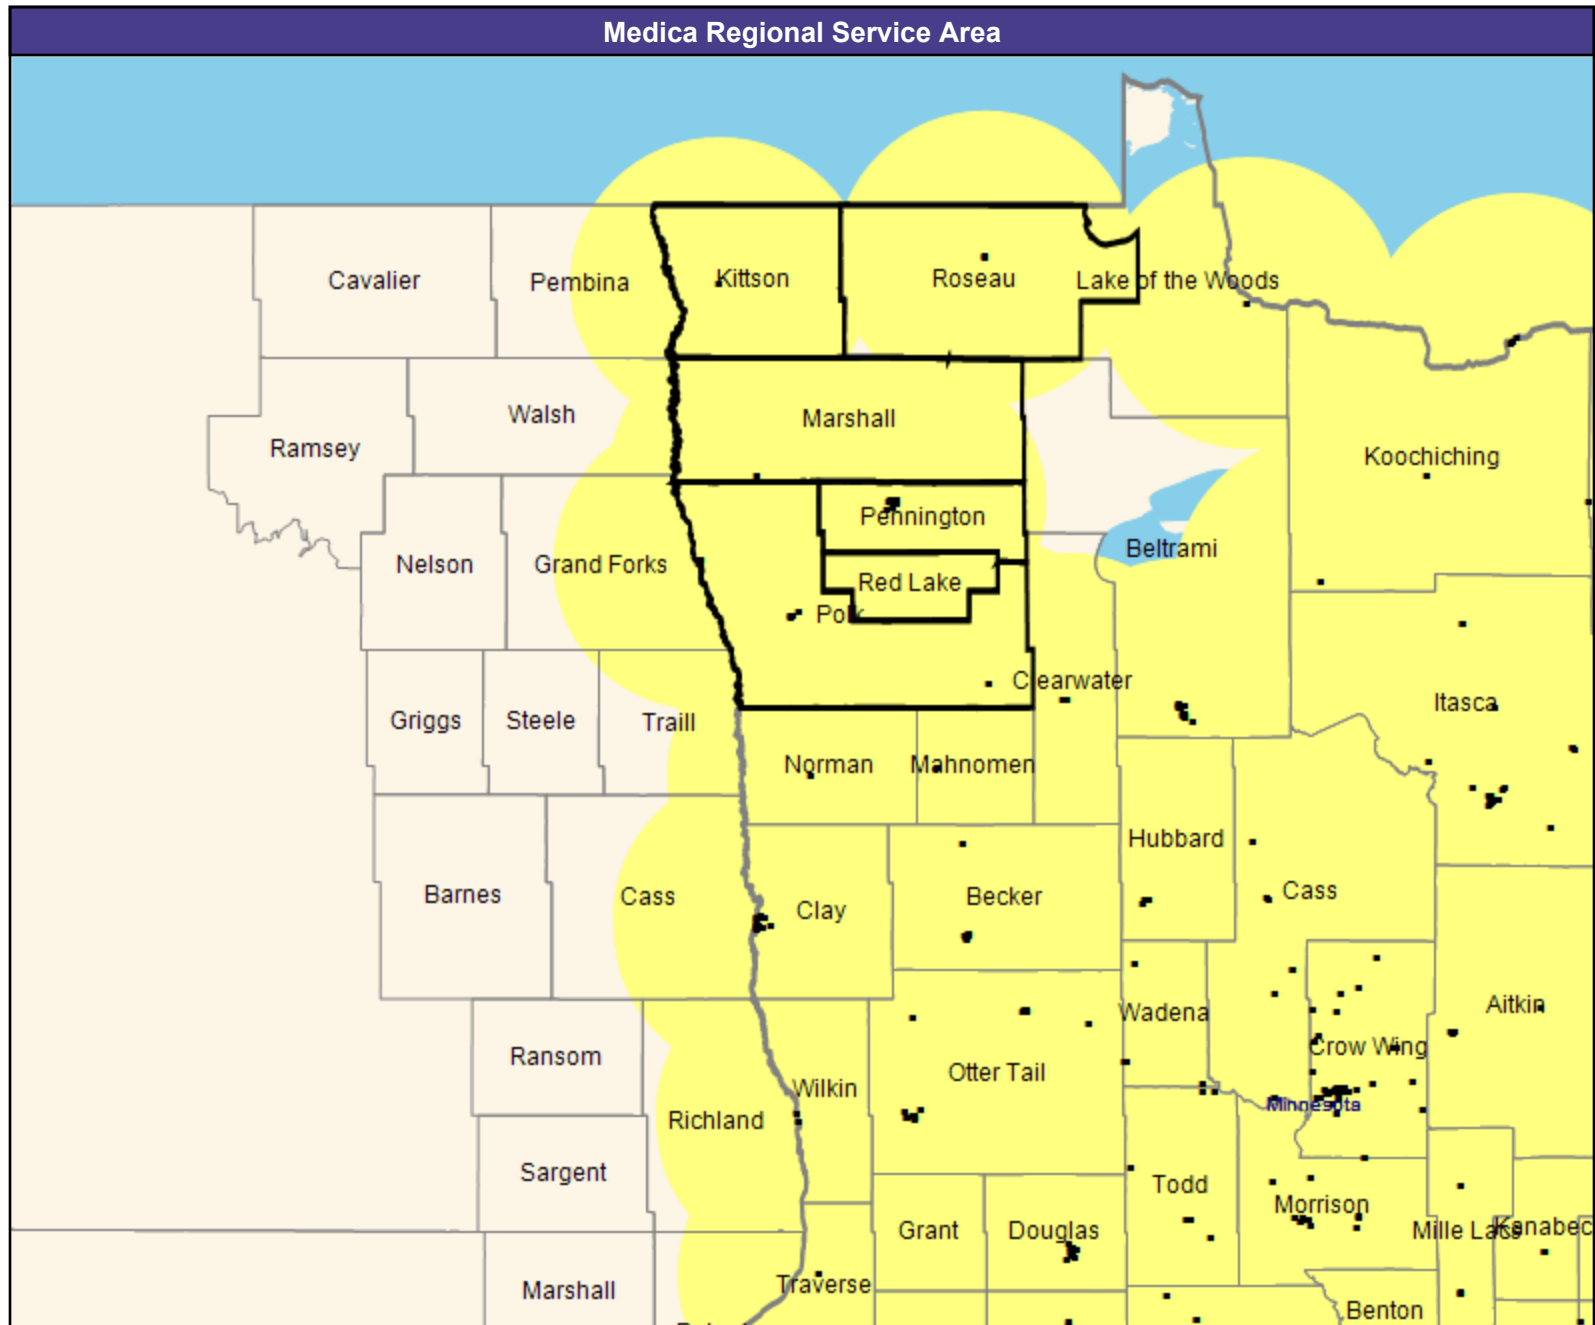 Medica Regional Service Area
Cavalier
Pembina
Kittson
Roseau
Lake of the Woods
Walsh
Marshall
Ramsey
Koochiching
Pennington
Nelson
Grand Forks
Red Lake
Beltrami
Polk
Clearwater
Griggs
Steele
Traill
Itasca
Norman
Mahnomen
Hubbard
Barnes
Cass
Clay
Becker
Cass
Ransom
Otter Tail
Wadena
Aitkin
Crow Wing
Wilkin
Minnesota
Richland
Sargent
Todd
Morrison
Grant
Douglas
Mille Lacs
Kanabec
Marshall
Traverse
Benton